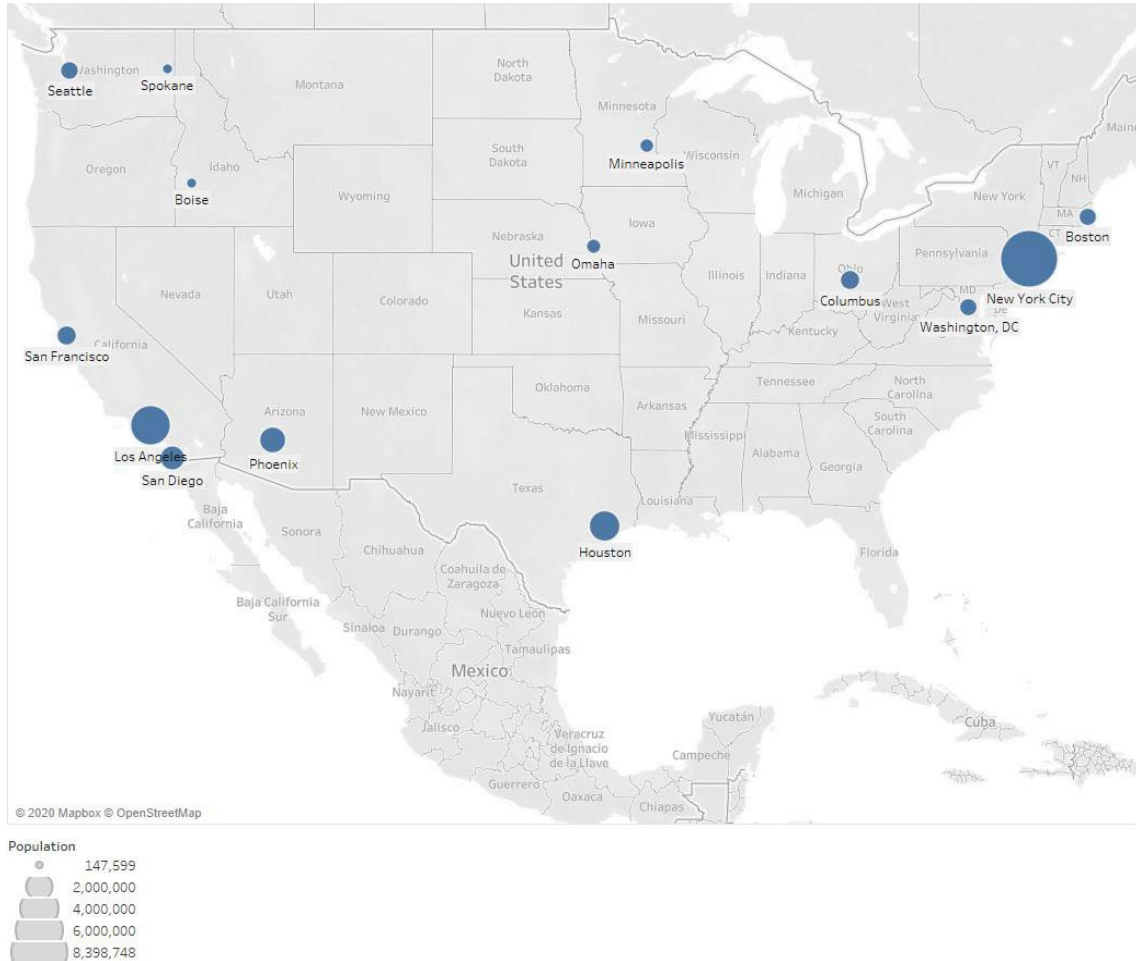 Washington
Seattle
Spokane
Montana
North
Dakota
Minnesota
Maine
Oregon
Idaho
Boise
Wyoming
South
Dakota
Minneapolis
Wisconsin
Michigan
VT
NH
New York
MA
CT
Boston
Nebraska
Iowa
Omaha
United
States
Illinois
Indiana
Ohio
Columbus
Pennsylvania
New York City
MD
DE
Washington, DC
West
Virginia
Nevada
Utah
Colorado
Kansas
Missouri
Kentucky
San Francisco
California
Los Angeles
San Diego
Arizona
Phoenix
New Mexico
Oklahoma
Arkansas
Tennessee
North
Carolina
South
Carolina
Mississippi
Alabama
Georgia
Texas
Louisiana
Houston
Florida
Baja
California
Sonora
Chihuahua
Coahuila de
Zaragoza
Baja California
Sur
Sinaloa
Durango
Nuevo León
Tamaulipas
Mexico
Nayarit
Jalisco
Veracruz
de Ignacio
de la Llave
Yucatán
Campeche
Cuba
Guerrero
Oaxaca
Chiapas
© 2020 Mapbox © OpenStreetMap
Population
147,599
2,000,000
4,000,000
6,000,000
8,398,748